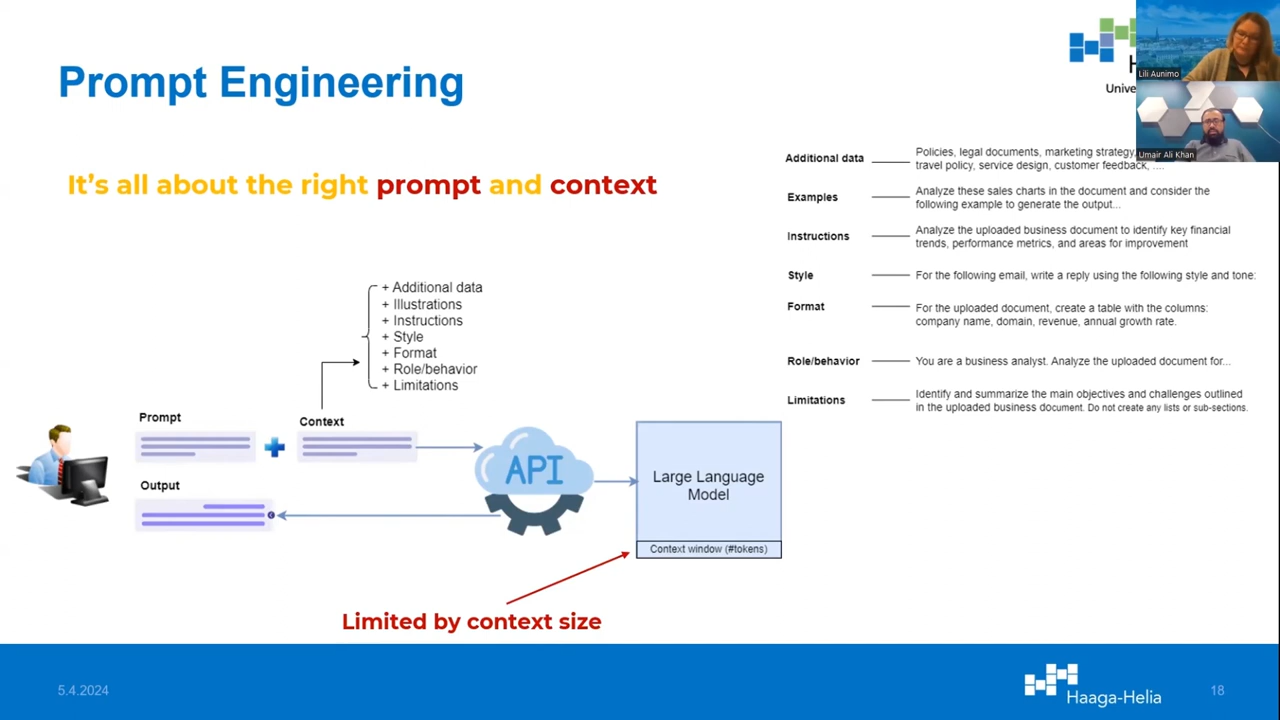 Prompt Engineering
Univer
Lili Aunimo
Umair Ali Khan
It's all about the right prompt and context
Additional data
Policies, legal documents, marketing strategy,
travel policy, service design, customer feedback, ....
Examples
Analyze these sales charts in the document and consider the
following example to generate the output...
Instructions
Analyze the uploaded business document to identify key financial
trends, performance metrics, and areas for improvement
Style
For the following email, write a reply using the following style and tone:
Format
For the uploaded document, create a table with the columns:
company name, domain, revenue, annual growth rate.
Role/behavior
You are a business analyst. Analyze the uploaded document for...
Limitations
Identify and summarize the main objectives and challenges outlined
in the uploaded business document. Do not create any lists or sub-sections.
+ Additional data
+ Illustrations
+ Instructions
+ Style
+ Format
+ Role/behavior
+ Limitations
Prompt
Context
Output
API
Large Language
Model
Context window (#tokens)
Limited by context size
5.4.2024
Haaga-Helia
18